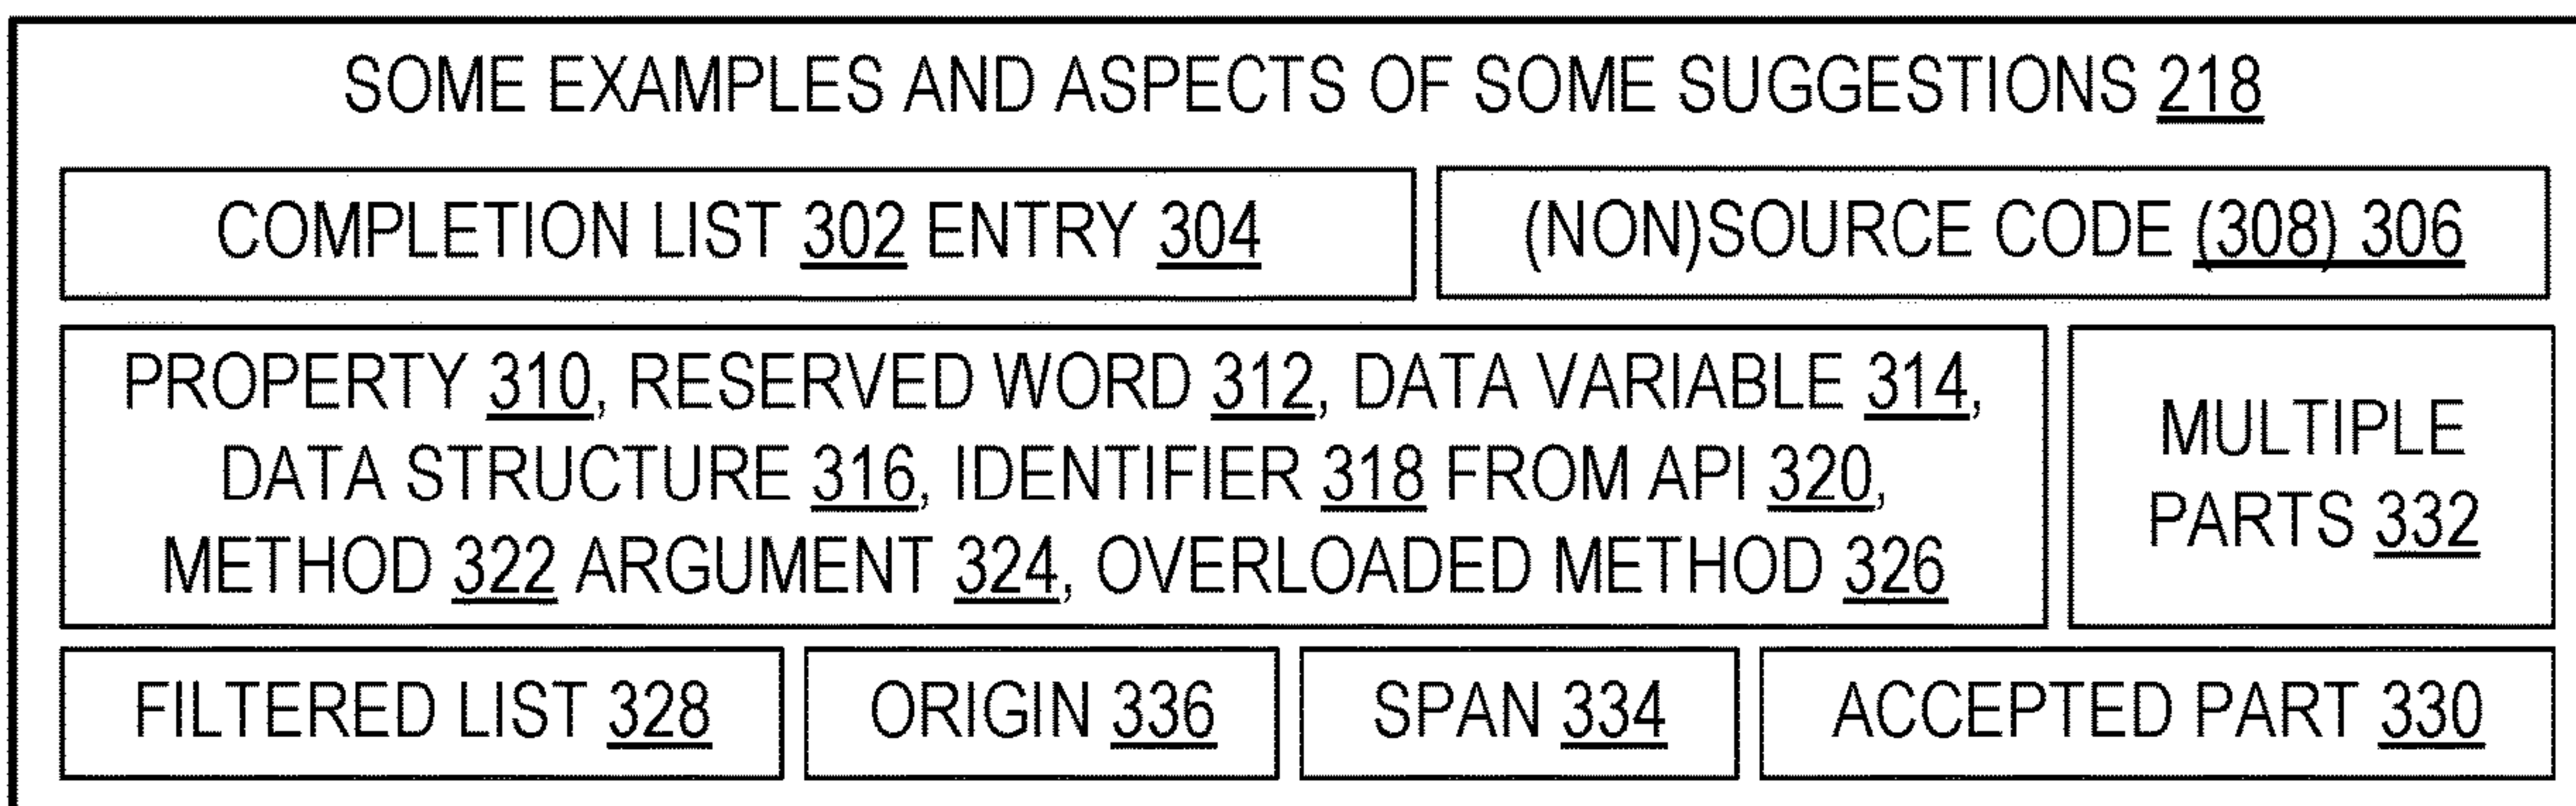 SOME EXAMPLES AND ASPECTS OF SOME SUGGESTIONS 218
COMPLETION LIST 302 ENTRY 304
(NON)SOURCE CODE (308) 306
PROPERTY 310, RESERVED WORD 312, DATA VARIABLE 314,
DATA STRUCTURE 316, IDENTIFIER 318 FROM API 320,
METHOD 322 ARGUMENT 324, OVERLOADED METHOD 326
MULTIPLE
PARTS 332
FILTERED LIST 328
ORIGIN 336
SPAN 334
ACCEPTED PART 330